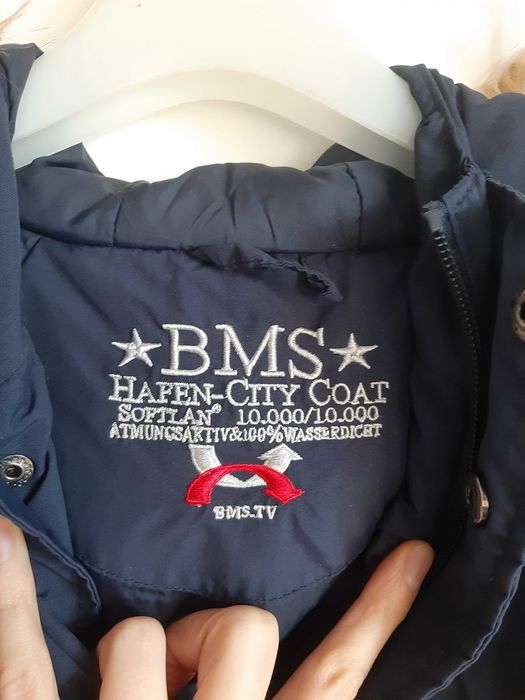 BMS
HAFEN-CITY COAT
SOFTLAN® 10.000/10.000
ATMUNGSAKTIV&100%WASSERDICHT
BMS.TV